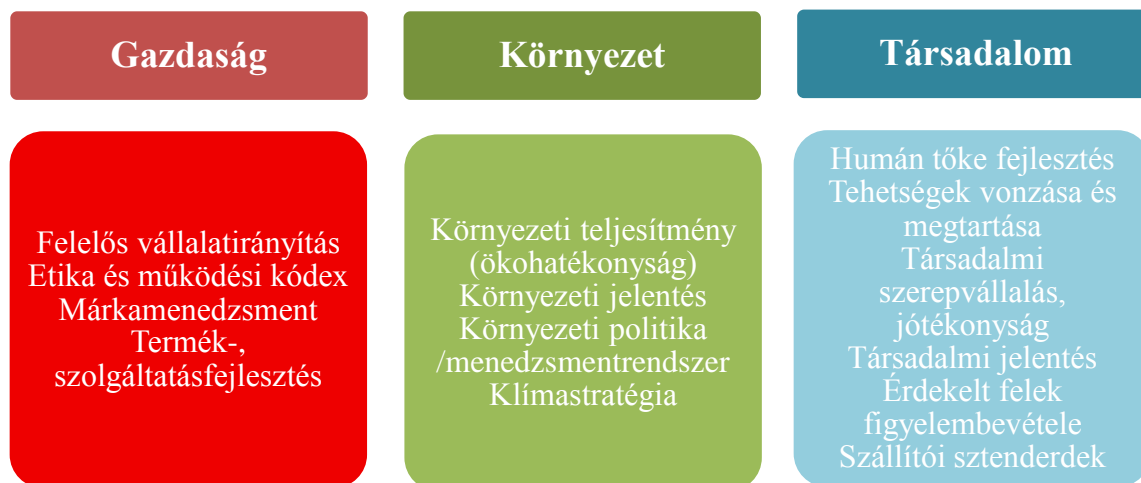 Gazdaság
Felelős vállalatirányítás
Etika és működési kódex
Márkamenedzsment
Termék-,
szolgáltatásfejlesztés
Környezet
Környezeti teljesítmény
(ökohatékonyság)
Környezeti jelentés
Környezeti politika
/menedzsmentrendszer
Klímastratégia
Társadalom
Humán tőke fejlesztés
Tehetségek vonzása és
megtartása
Társadalmi
szerepvállalás,
jótékonyság
Társadalmi jelentés
Érdekelt felek
figyelembevétele
Szállítói sztenderdek